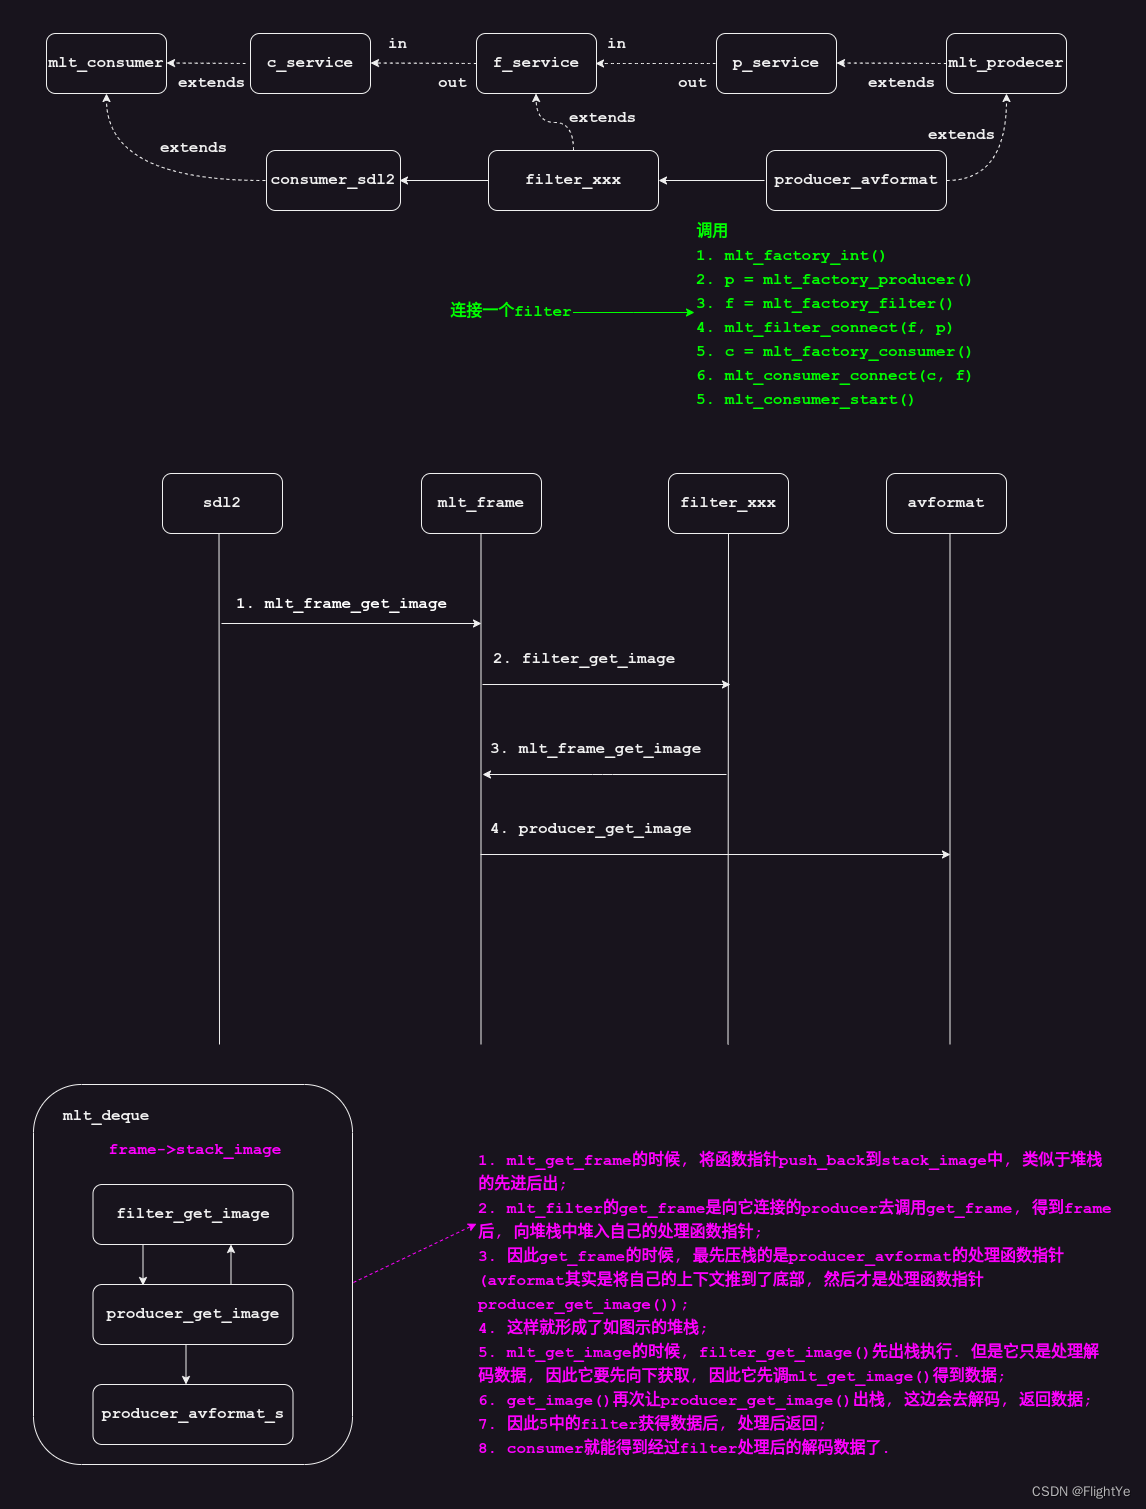 mlt_consumer
c_service
f_service
p_service
mlt_prodecer
in
in
extends
out
out
extends
extends
extends
extends
consumer_sdl2
filter_xxx
producer_avformat
调用
1. mlt_factory_int()
2. p = mlt_factory_producer()
3. f = mlt_factory_filter()
连接一个filter
4. mlt_filter_connect(f, p)
5. c = mlt_factory_consumer()
6. mlt_consumer_connect(c, f)
5. mlt_consumer_start()
sdl2
mlt_frame
filter_xxx
avformat
1. mlt_frame_get_image
2. filter_get_image
3. mlt_frame_get_image
4. producer_get_image
mlt_deque
frame->stack_image
filter_get_image
producer_get_image
producer_avformat_s
1. mlt_get_frame的时候, 将函数指针push_back到stack_image中, 类似于堆栈
的先进后出;
2. mlt_filter的get_frame是向它连接的producer去调用get_frame, 得到frame
后, 向堆栈中堆入自己的处理函数指针;
3. 因此get_frame的时候, 最先压栈的是producer_avformat的处理函数指针
(avformat其实是将自己的上下文推到了底部, 然后才是处理函数指针
producer_get_image());
4. 这样就形成了如图示的堆栈;
5. mlt_get_image的时候, filter_get_image()先出栈执行. 但是它只是处理解
码数据, 因此它要先向下获取, 因此它先调mlt_get_image()得到数据;
6. get_image()再次让producer_get_image()出栈, 这边会去解码, 返回数据;
7. 因此5中的filter获得数据后, 处理后返回;
8. consumer就能得到经过filter处理后的解码数据了.
CSDN @FlightYe